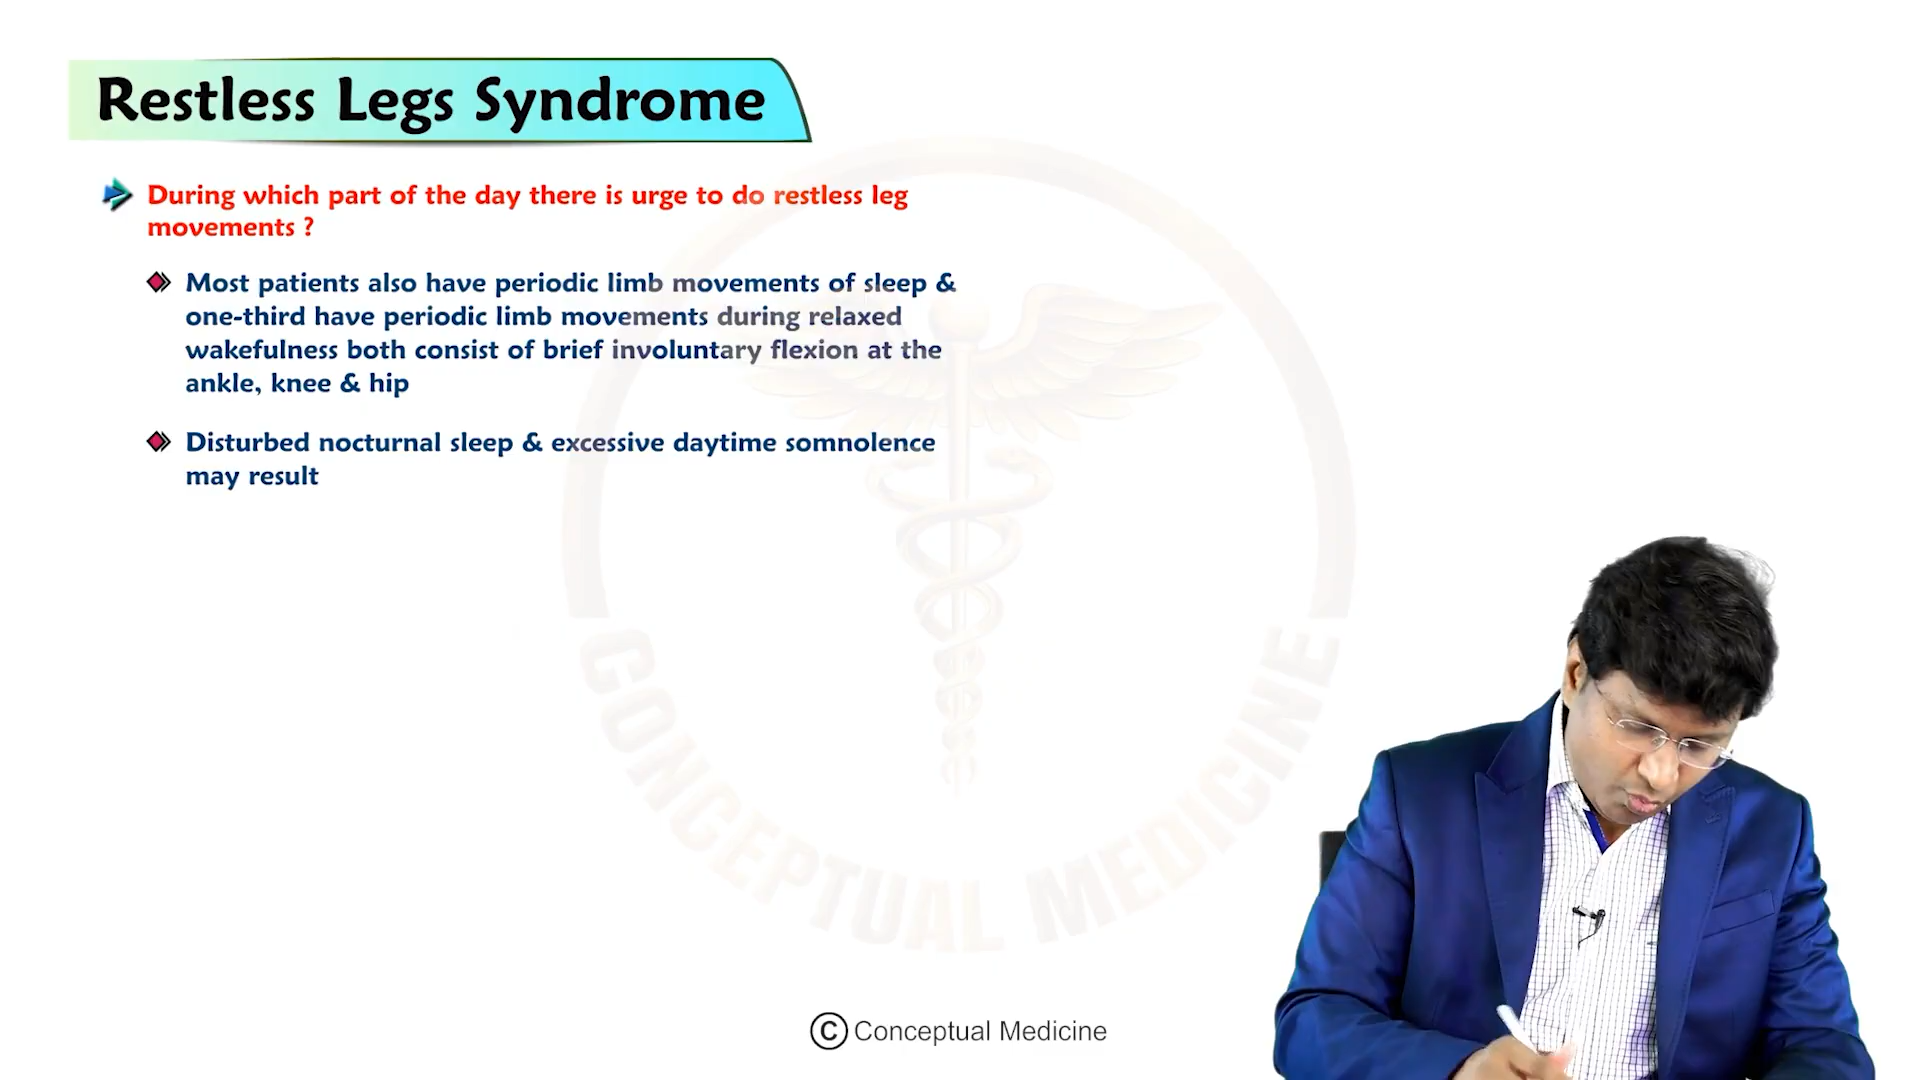 Restless Legs Syndrome
During which part of the day there is urge to do restless leg
movements ?
Most patients also have periodic limb movements of sleep &
one-third have periodic limb movements during relaxed
wakefulness both consist of brief involuntary flexion at the
ankle, knee & hip
Disturbed nocturnal sleep & excessive daytime somnolence
may result
CONCEPTUAL MEDICINE
© Conceptual Medicine